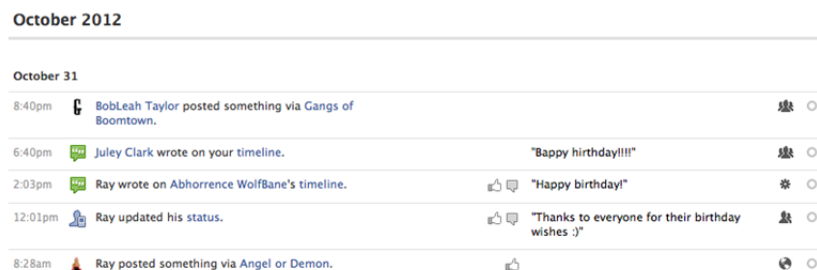 October 2012
October 31
8:40pm BobLeah Taylor posted something via Gangs of
Boomtown.
6:40pm Juley Clark wrote on your timeline. "Bappy hirthday!!!!"
2:03pm Ray wrote on Abhorrence WolfBane's timeline. "Happy birthday!"
12:01pm Ray updated his status. "Thanks to everyone for their birthday
wishes :)"
8:28am Ray posted something via Angel or Demon.